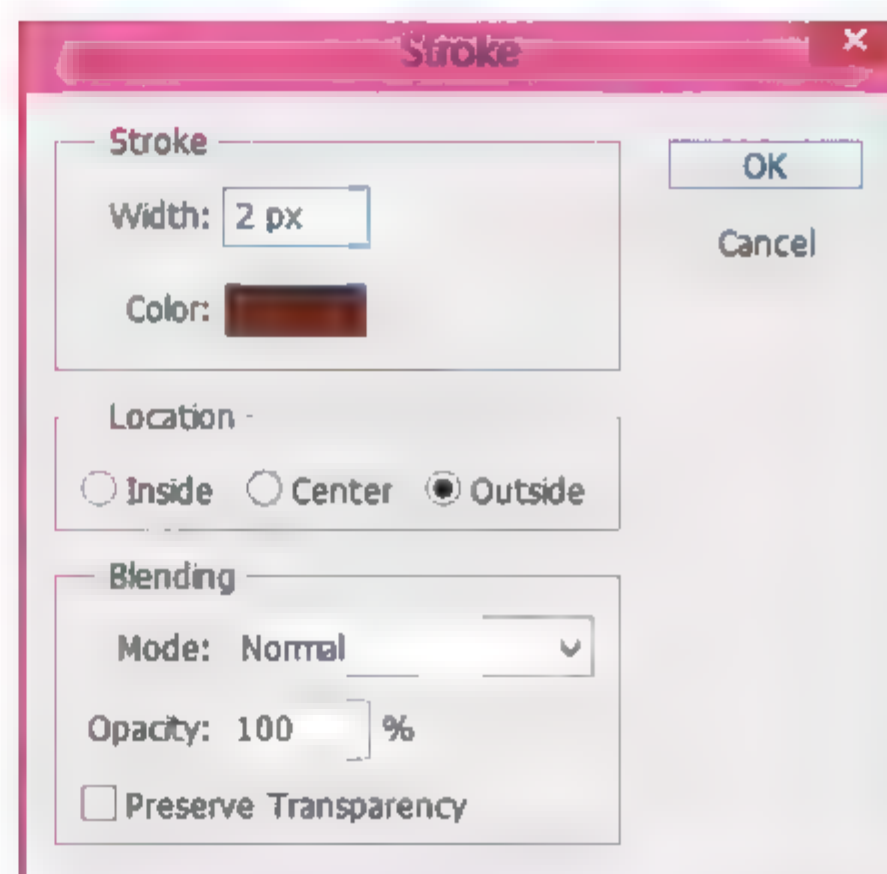 Stroke
Stroke
OK
Width: 2 px
Cancel
Color:
Location
Inside Center Outside
Blending
Mode: Normal
Opacity: 100 %
Preserve Transparency